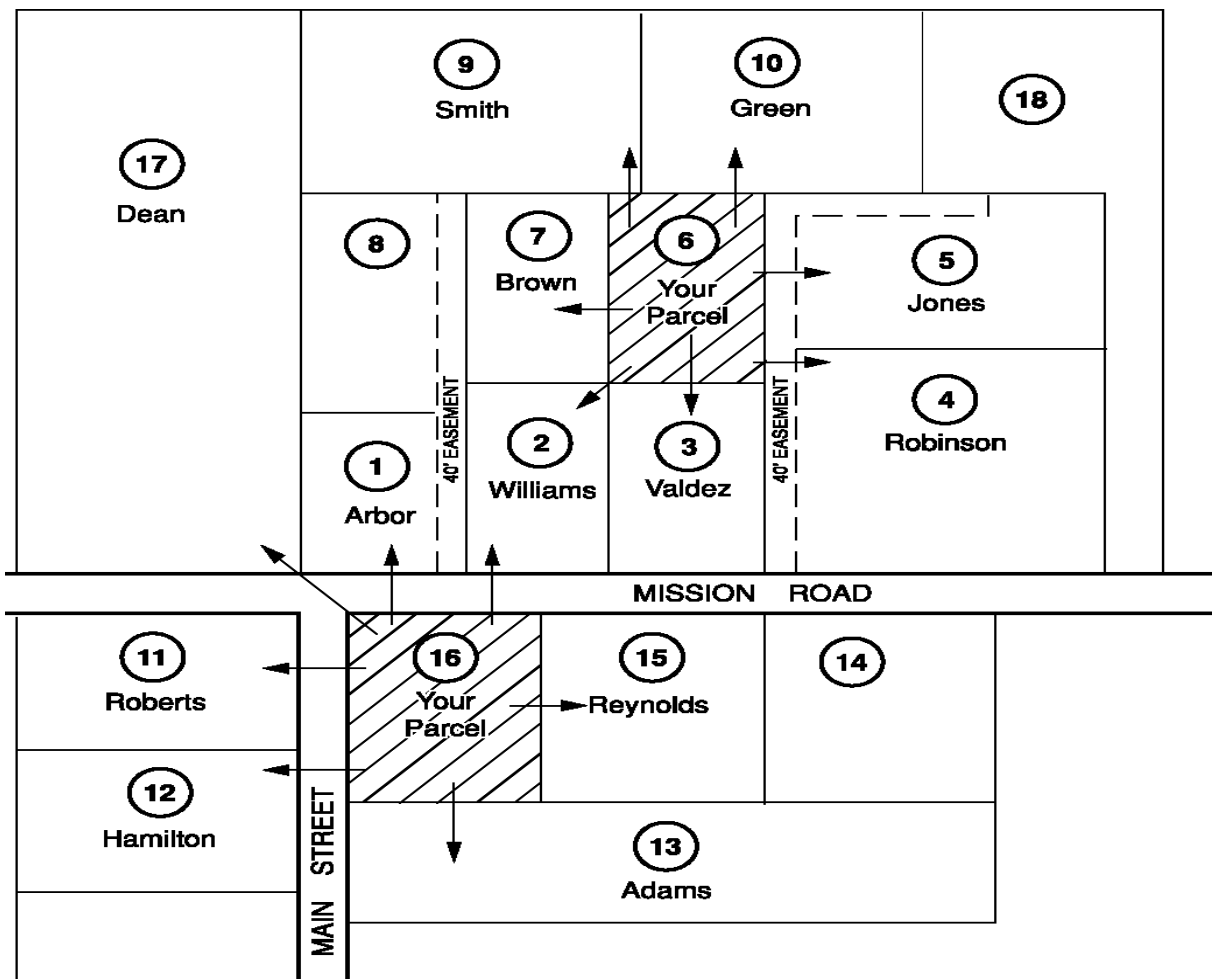 9
Smith
10
Green
18
17
Dean
8
7
Brown
6
Your
Parcel
5
Jones
40' EASEMENT
1
Arbor
2
Williams
3
Valdez
40' EASEMENT
4
Robinson
MISSION ROAD
11
Roberts
16
Your
Parcel
15
Reynolds
14
12
Hamilton
MAIN STREET
13
Adams